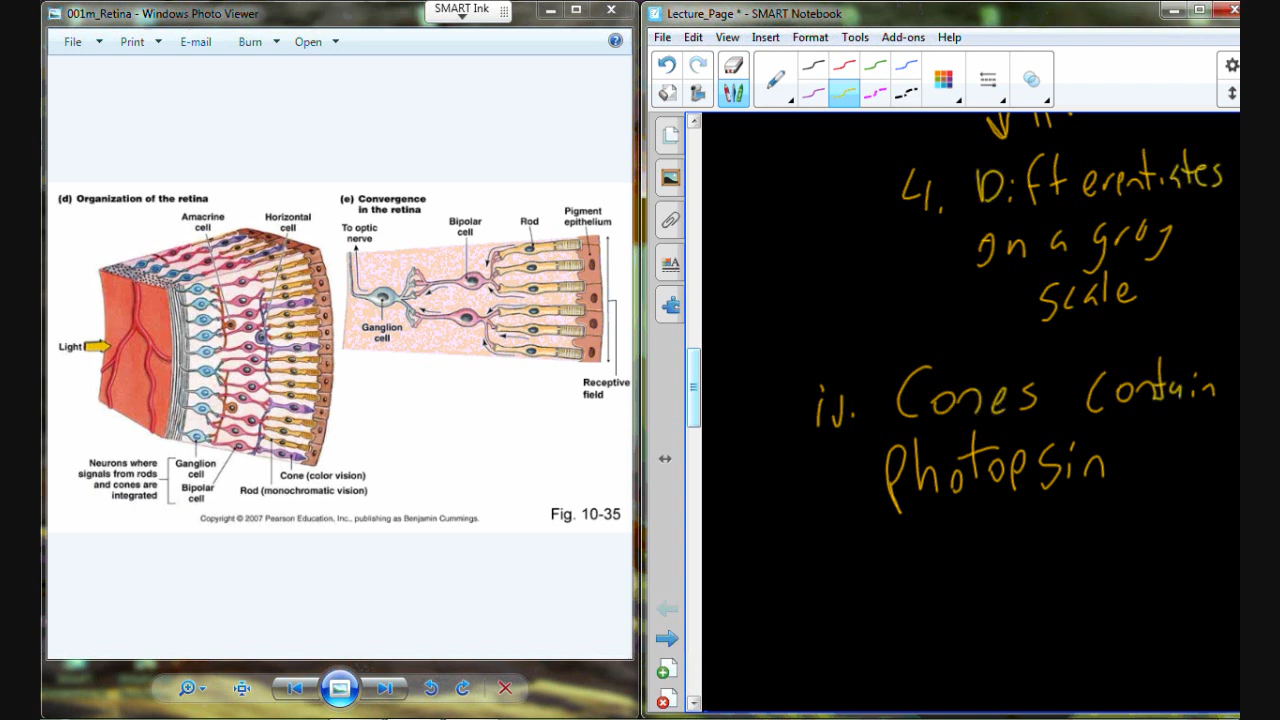 001m_Retina - Windows Photo Viewer
SMART Ink
File Print E-mail Burn Open
(d) Organization of the retina
Amacrine
cell
Horizontal
cell
Light
Neurons where
signals from rods
and cones are
integrated
Ganglion
cell
Bipolar
cell
Cone (color vision)
Rod (monochromatic vision)
(e) Convergence
in the retina
To optic
nerve
Bipolar
cell
Rod
Pigment
epithelium
Ganglion
cell
Receptive
field
Copyright © 2007 Pearson Education, Inc., publishing as Benjamin Cummings.
Fig. 10-35
Lecture_Page * - SMART Notebook
File Edit View Insert Format Tools Add-ons Help
4. Differentiates
on a gray
scale
iv. Cones contain
photopsin